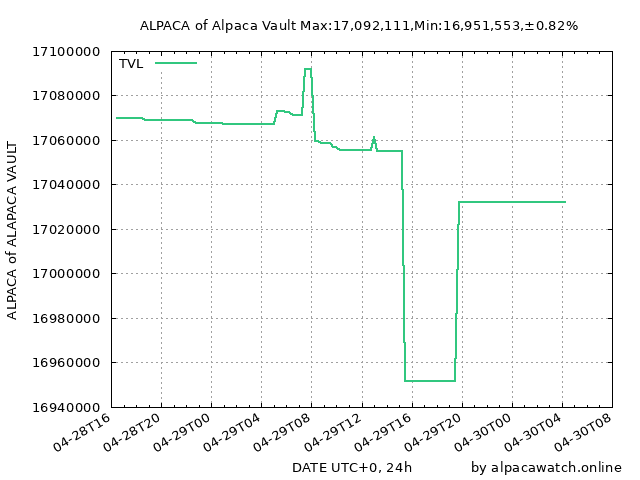 ALPACA of Alpaca Vault Max:17,092,111,Min:16,951,553,±0.82%
TVL
17100000
17080000
17060000
17040000
17020000
17000000
16980000
16960000
16940000
ALPACA of ALAPACA VAULT
04-28T16
04-28T20
04-29T00
04-29T04
04-29T08
04-29T12
04-29T16
04-29T20
04-30T00
04-30T04
04-30T08
DATE UTC+0, 24h
by alpacawatch.online